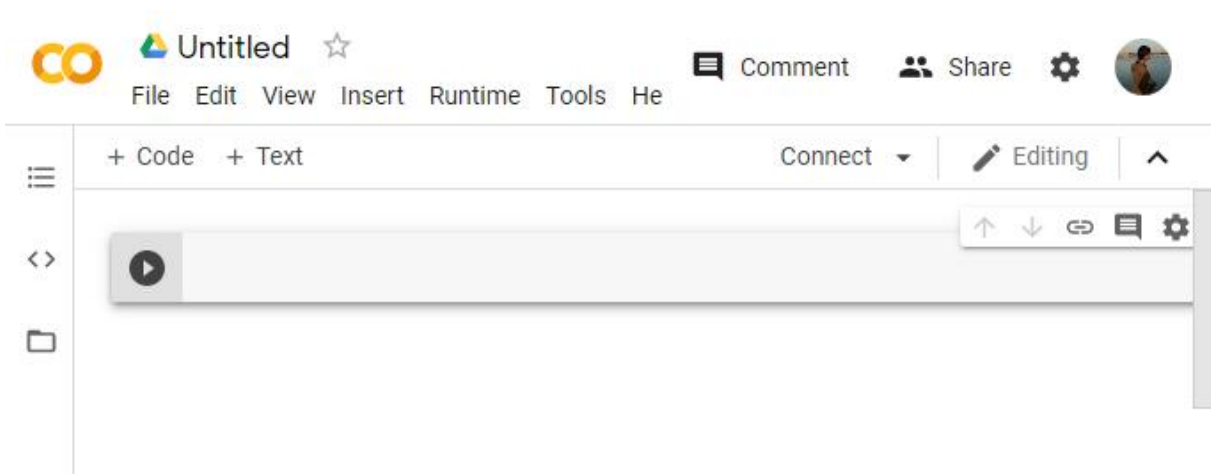 CO
Untitled
Comment
Share
File Edit View Insert Runtime Tools He
+ Code + Text
Connect
Editing